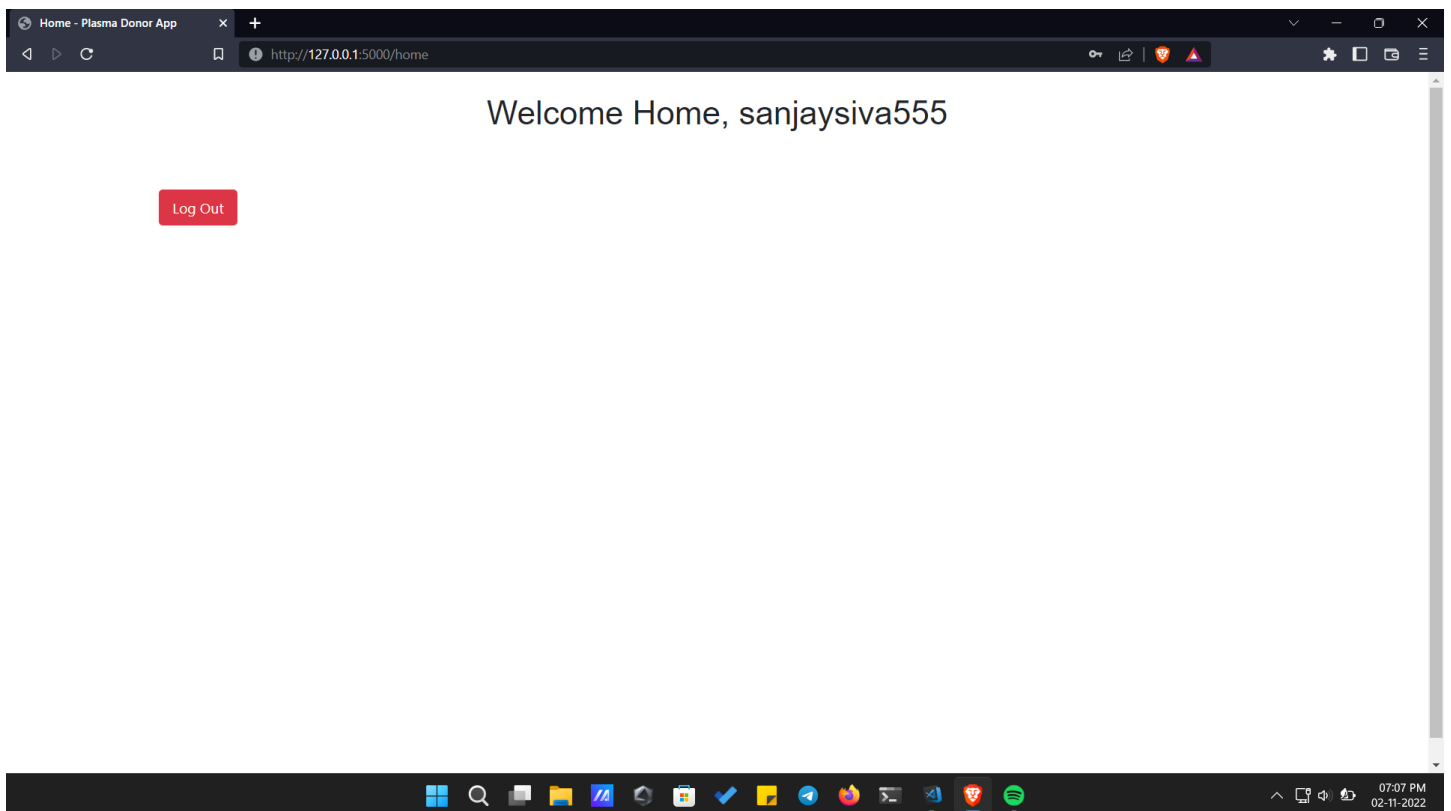 Home - Plasma Donor App
http://127.0.0.1:5000/home
Welcome Home, sanjaysiva555
Log Out
07:07 PM
02-11-2022